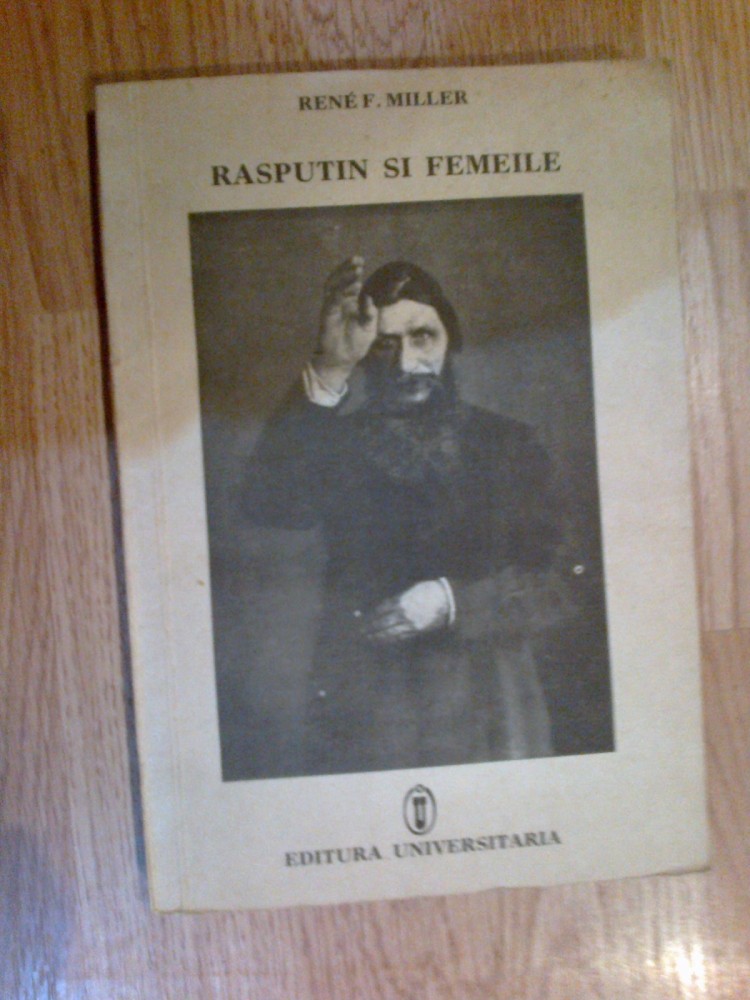 RENÉ F. MILLER
RASPUTIN SI FEMEILE
U
EDITURA UNIVERSITARIA